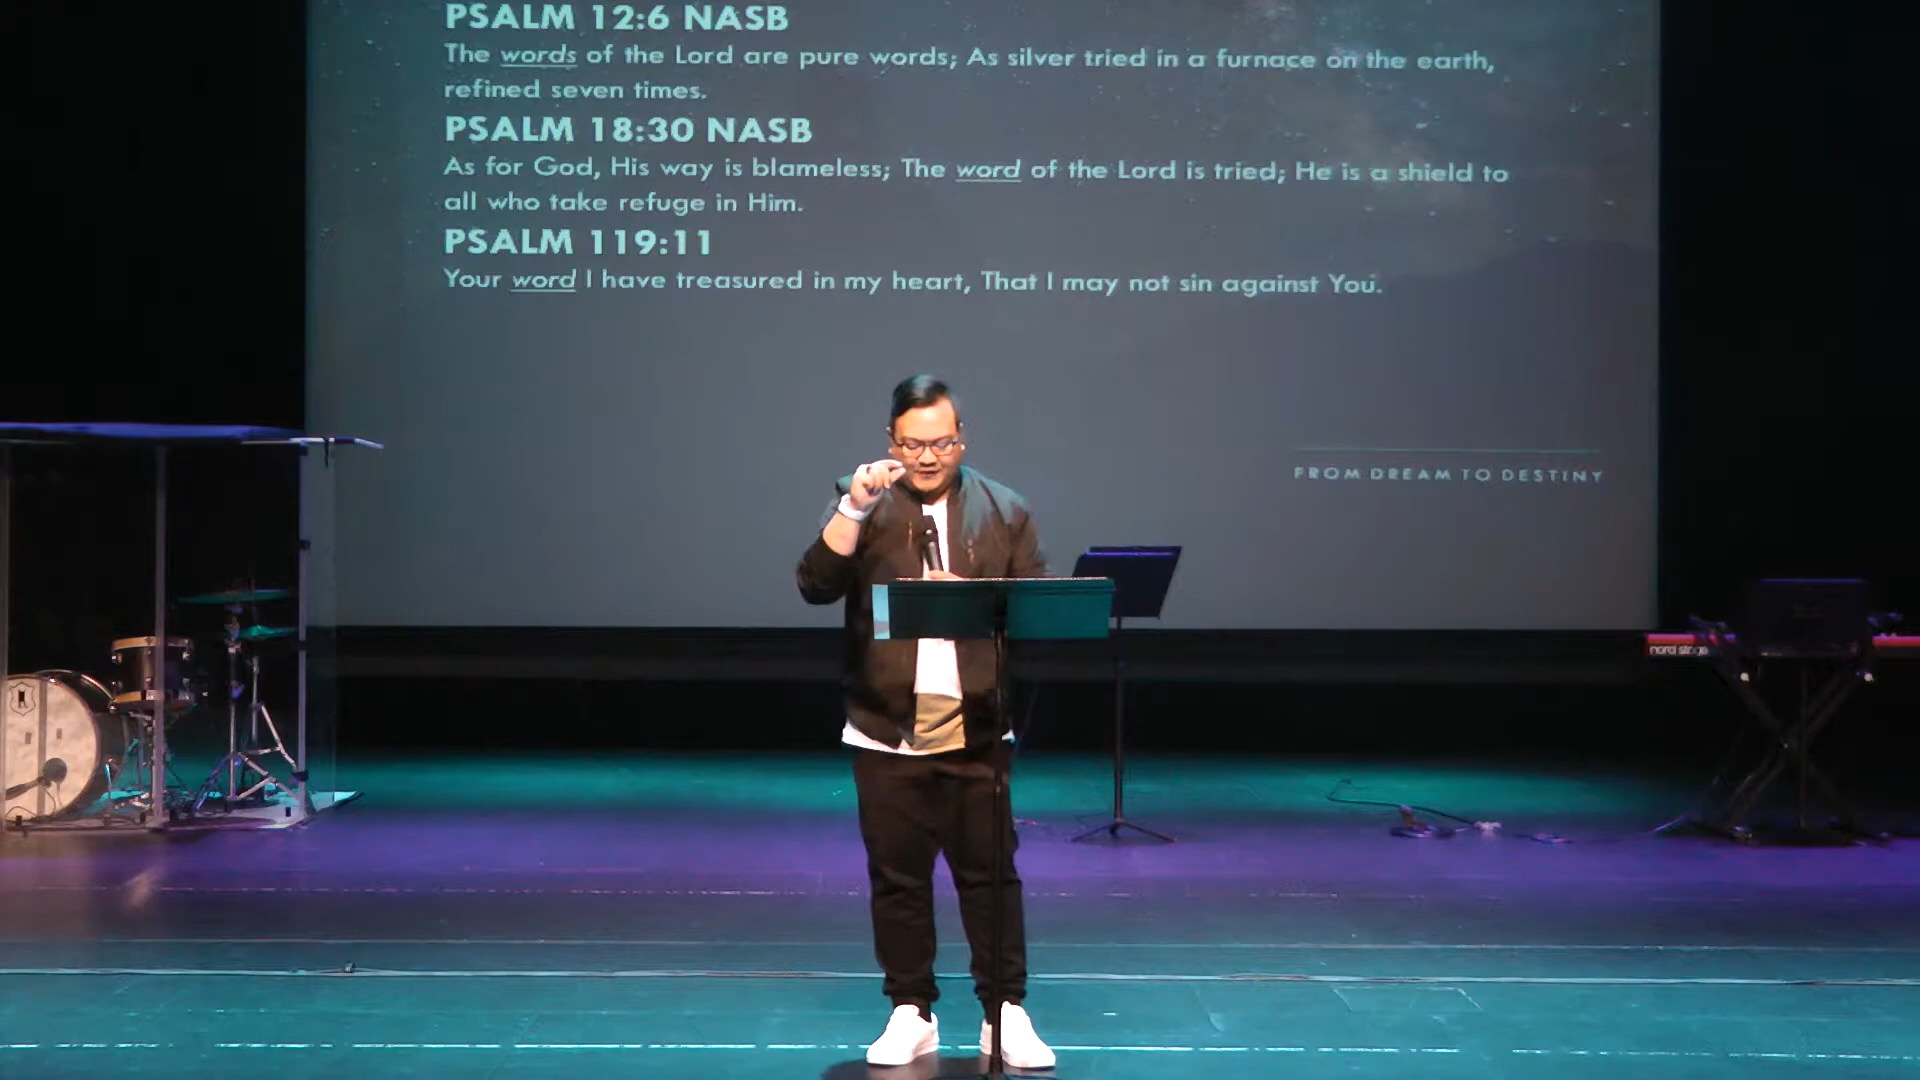 PSALM 12:6 NASB
The words of the Lord are pure words; As silver tried in a furnace on the earth,
refined seven times.
PSALM 18:30 NASB
As for God, His way is blameless; The word of the Lord is tried; He is a shield to
all who take refuge in Him.
PSALM 119:11
Your word I have treasured in my heart, That I may not sin against You.
FROM DREAM TO DESTINY
nord stage